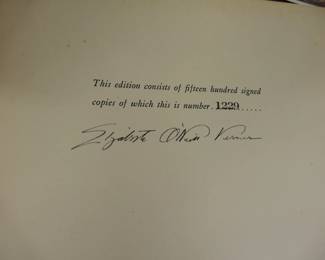 This edition consists of fifteen hundred signed
copies of which this is number 1229......
Elizabeth O'Neill Verner